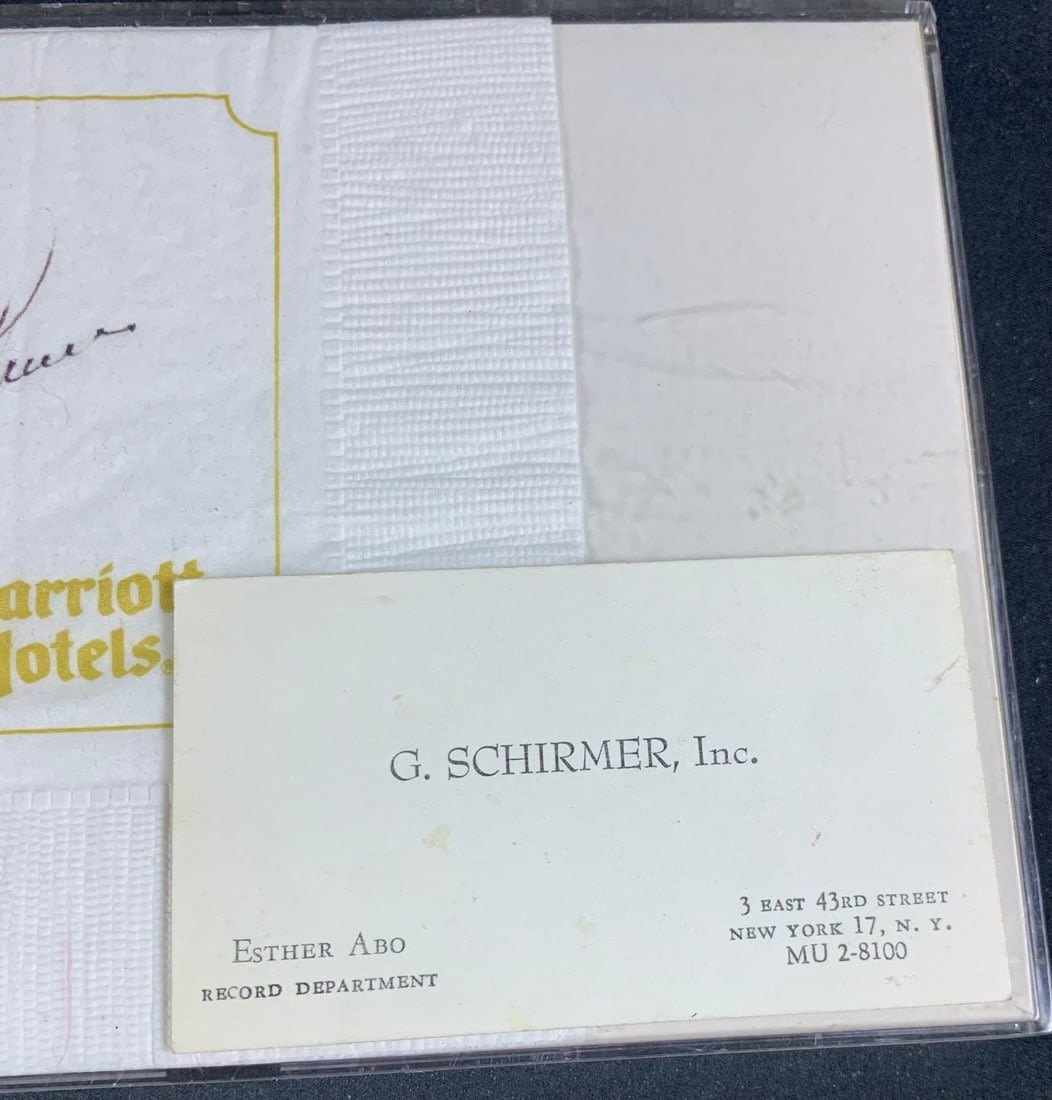 arriott
otels.
G. SCHIRMER, Inc.
ESTHER ABO
RECORD DEPARTMENT
3 EAST 43RD STREET
NEW YORK 17, N. Y.
MU 2-8100